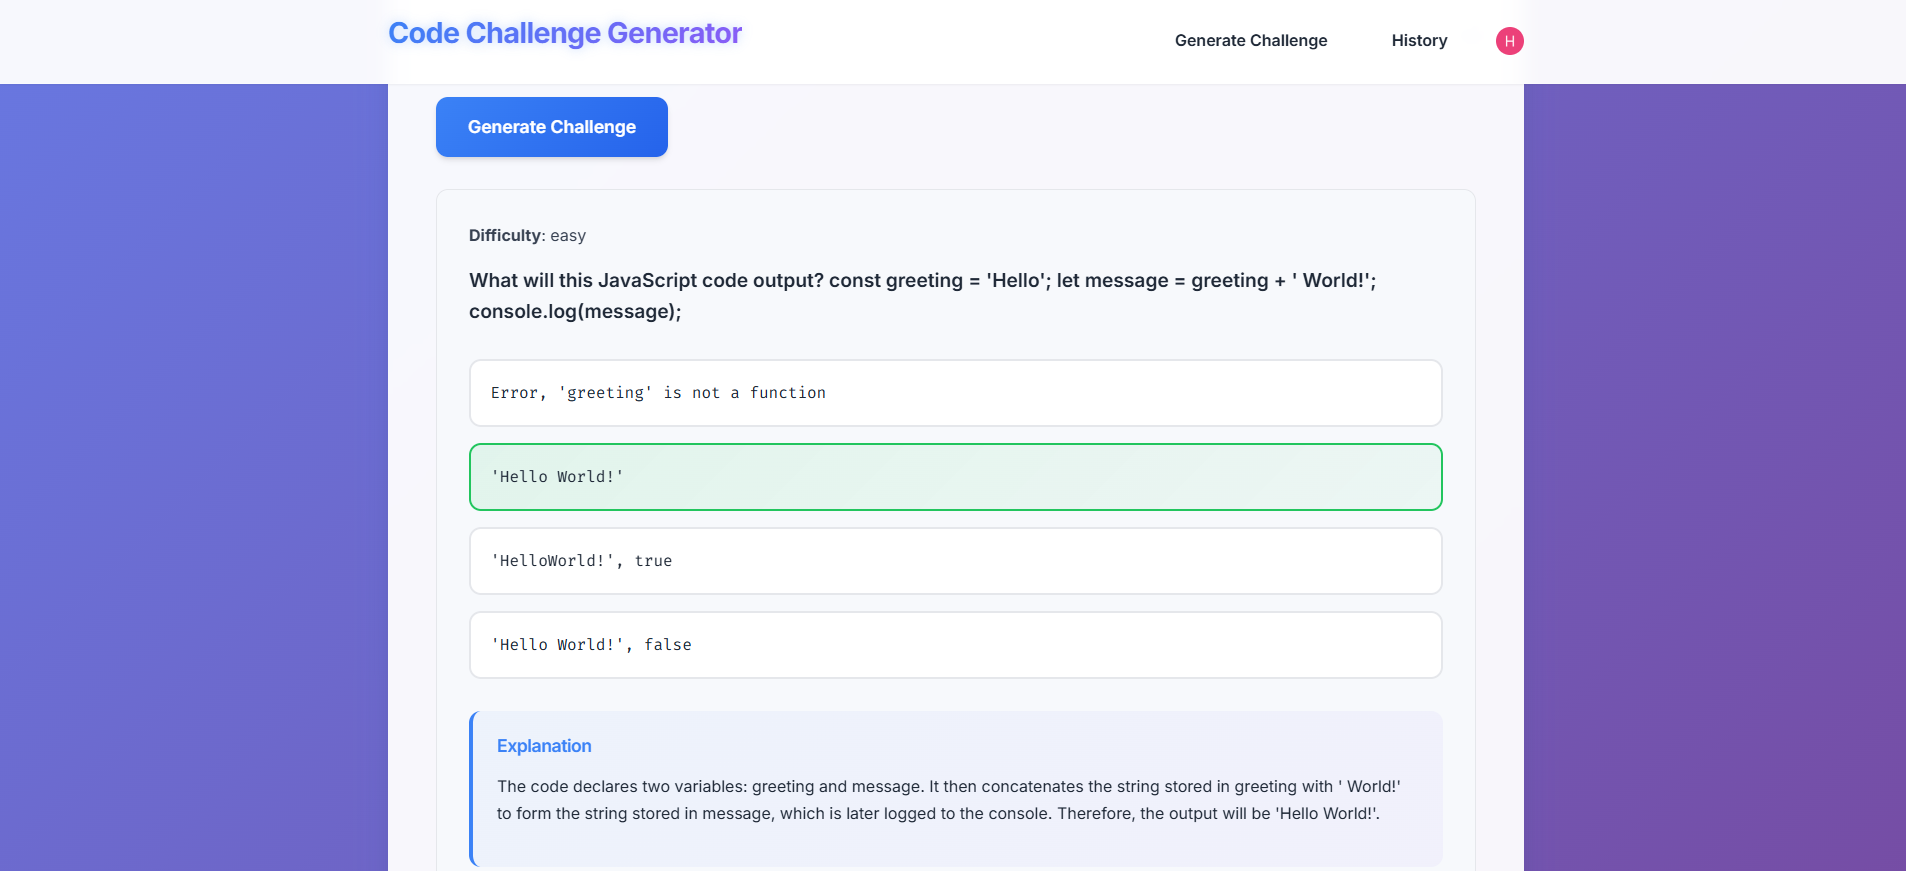 Code Challenge Generator
Generate Challenge
History
H
Generate Challenge
Difficulty: easy
What will this JavaScript code output? const greeting = 'Hello'; let message = greeting + ' World!';
console.log(message);
Error, 'greeting' is not a function
'Hello World!'
'HelloWorld!', true
'Hello World!', false
Explanation
The code declares two variables: greeting and message. It then concatenates the string stored in greeting with ' World!'
to form the string stored in message, which is later logged to the console. Therefore, the output will be 'Hello World!'.